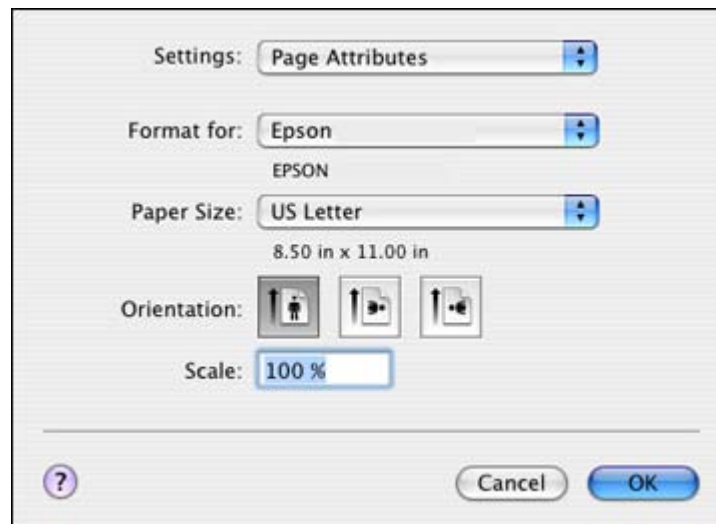 Settings: Page Attributes
Format for: Epson
EPSON
Paper Size: US Letter
8.50 in x 11.00 in
Orientation:
Scale: 100 %
? Cancel OK